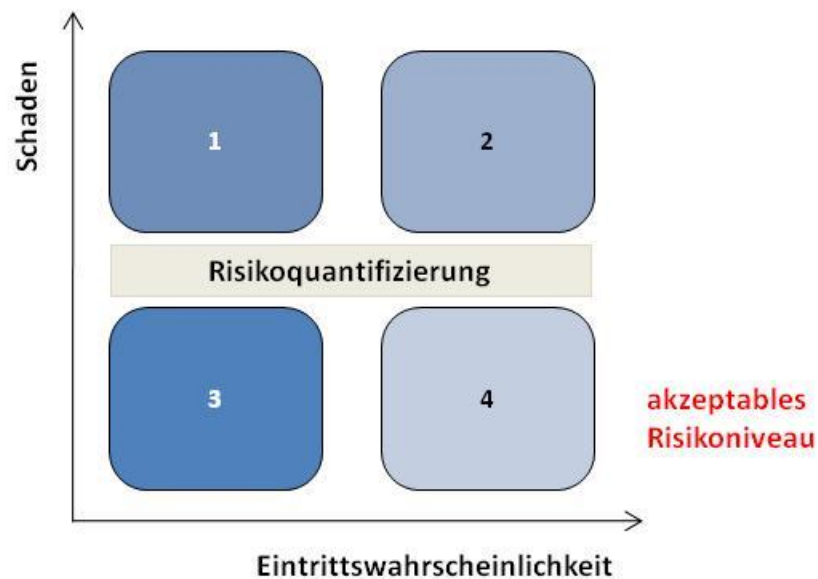 Schaden
1
2
Risikoquantifizierung
3
4
akzeptables
Risikoniveau
Eintrittswahrscheinlichkeit